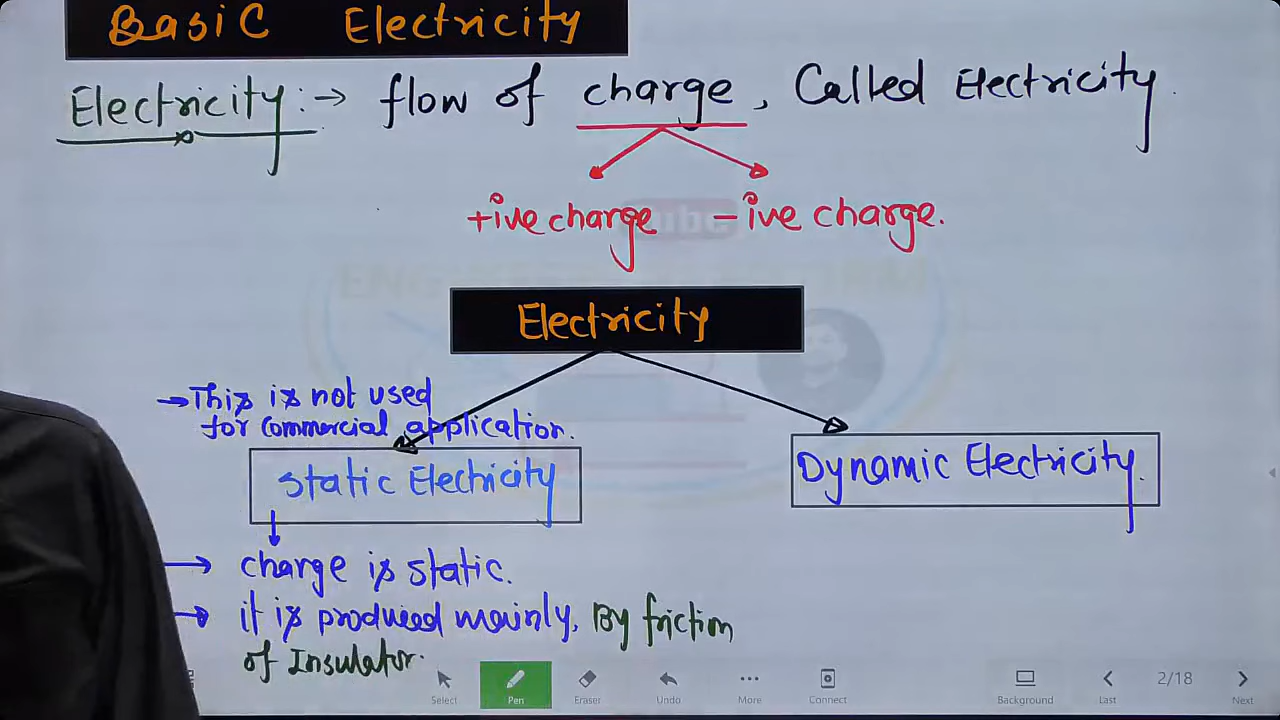 Basic Electricity
Electricity:→ flow of charge, Called Electricity.
+ive charge -ive charge.
Electricity
→This is not used
for commercial application.
Static Electricity
Dynamic Electricity.
→ charge is static.
→ it is produced mainly, By friction
of Insulator.
Select Pen Eraser Undo More Connect Background Last 2/18 Next